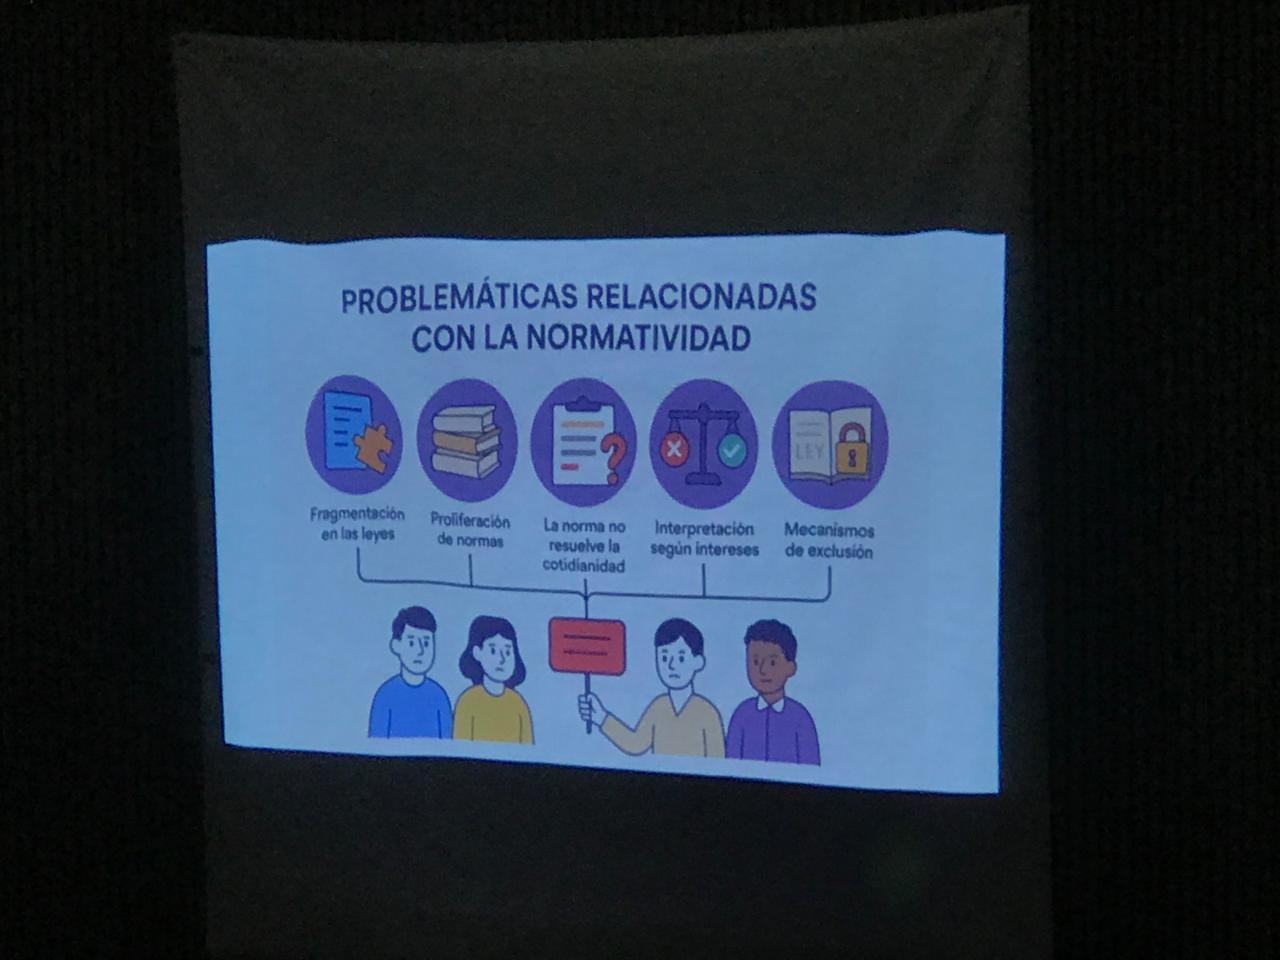 PROBLEMÁTICAS RELACIONADAS
CON LA NORMATIVIDAD
LEY
Fragmentación
en las leyes
Proliferación
de normas
La norma no
resuelve la
cotidianidad
Interpretación
según intereses
Mecanismos
de exclusión